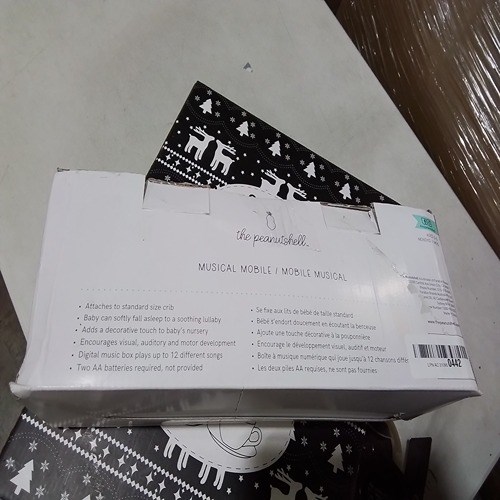 the peanutshell.
MUSICAL MOBILE / MOBILE MUSICAL
• Attaches to standard size crib
• Baby can softly fall asleep to a soothing lullaby
• Adds a decorative touch to baby's nursery
• Encourages visual, auditory and motor development
• Digital music box plays up to 12 different songs
• Two AA batteries required, not provided
• Se fixe aux lits de bébé de taille standard
• Bébé s'endort doucement en écoutant la berceuse
• Ajoute une touche décorative à la pouponnière
• Encourage le développement visuel, auditif et moteur
• Boîte à musique numérique qui joue jusqu'à 12 chansons différ
• Les deux piles AA requises, ne sont pas fournies
0442